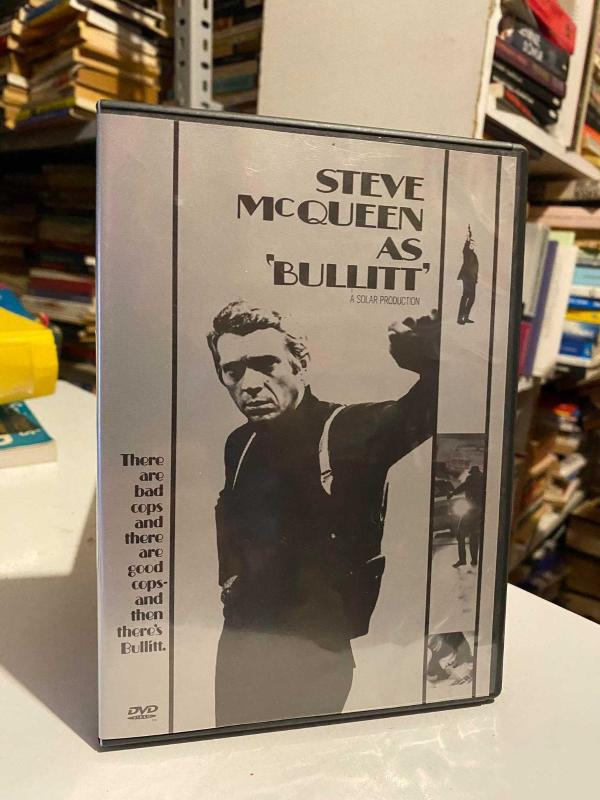 STEVE
McQUEEN
AS
'BULLITT'
A SOLAR PRODUCTION
There
are
bad
cops
and
there
are
good
cops-
and
then
there's
Bullitt.
DVD
VIDEO